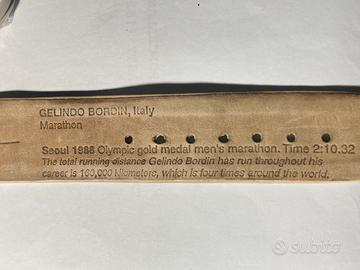 GELINDO BORDIN, Italy
Marathon
Seoul 1988 Olympic gold medal men's marathon. Time 2:10.32
The total running distance Gelindo Bordin has run throughout his
career is 160,000 kilometers, which is four times around the world.
subito